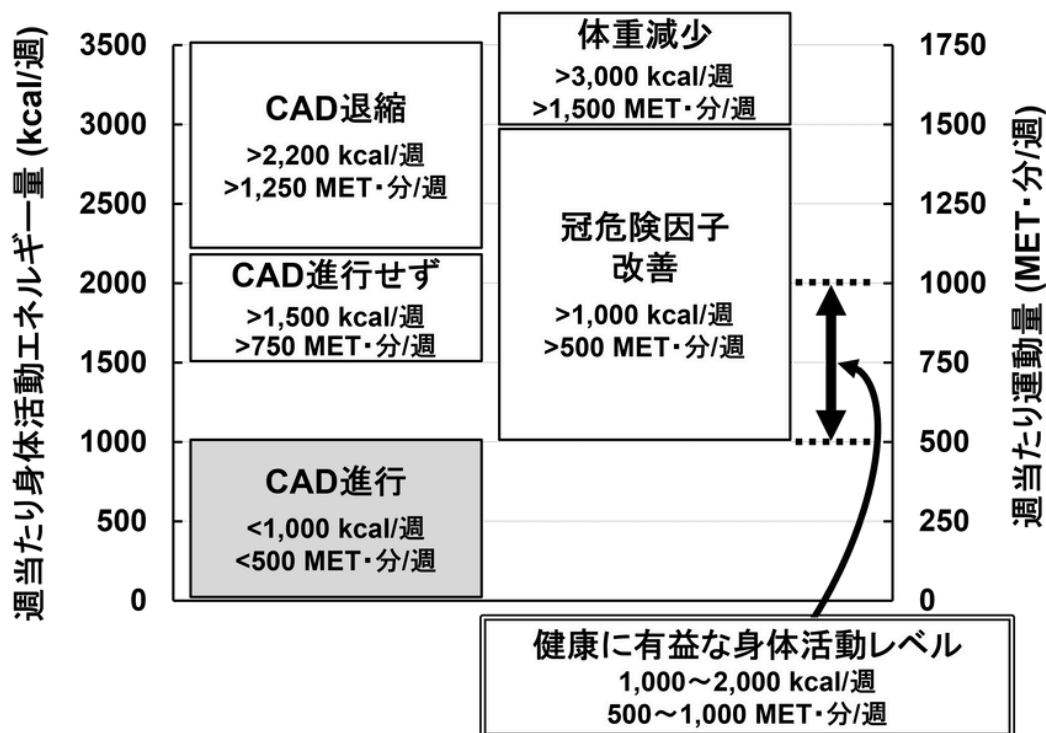 週当たり身体活動エネルギー量 (kcal/週)
3500
3000
2500
2000
1500
1000
500
0
CAD退縮
>2,200 kcal/週
>1,250 MET・分/週
CAD進行せず
>1,500 kcal/週
>750 MET・分/週
CAD進行
<1,000 kcal/週
<500 MET・分/週
体重減少
>3,000 kcal/週
>1,500 MET・分/週
冠危険因子
改善
>1,000 kcal/週
>500 MET・分/週
1750
1500
1250
1000
750
500
250
0
週当たり運動量 (MET・分/週)
健康に有益な身体活動レベル
1,000～2,000 kcal/週
500～1,000 MET・分/週